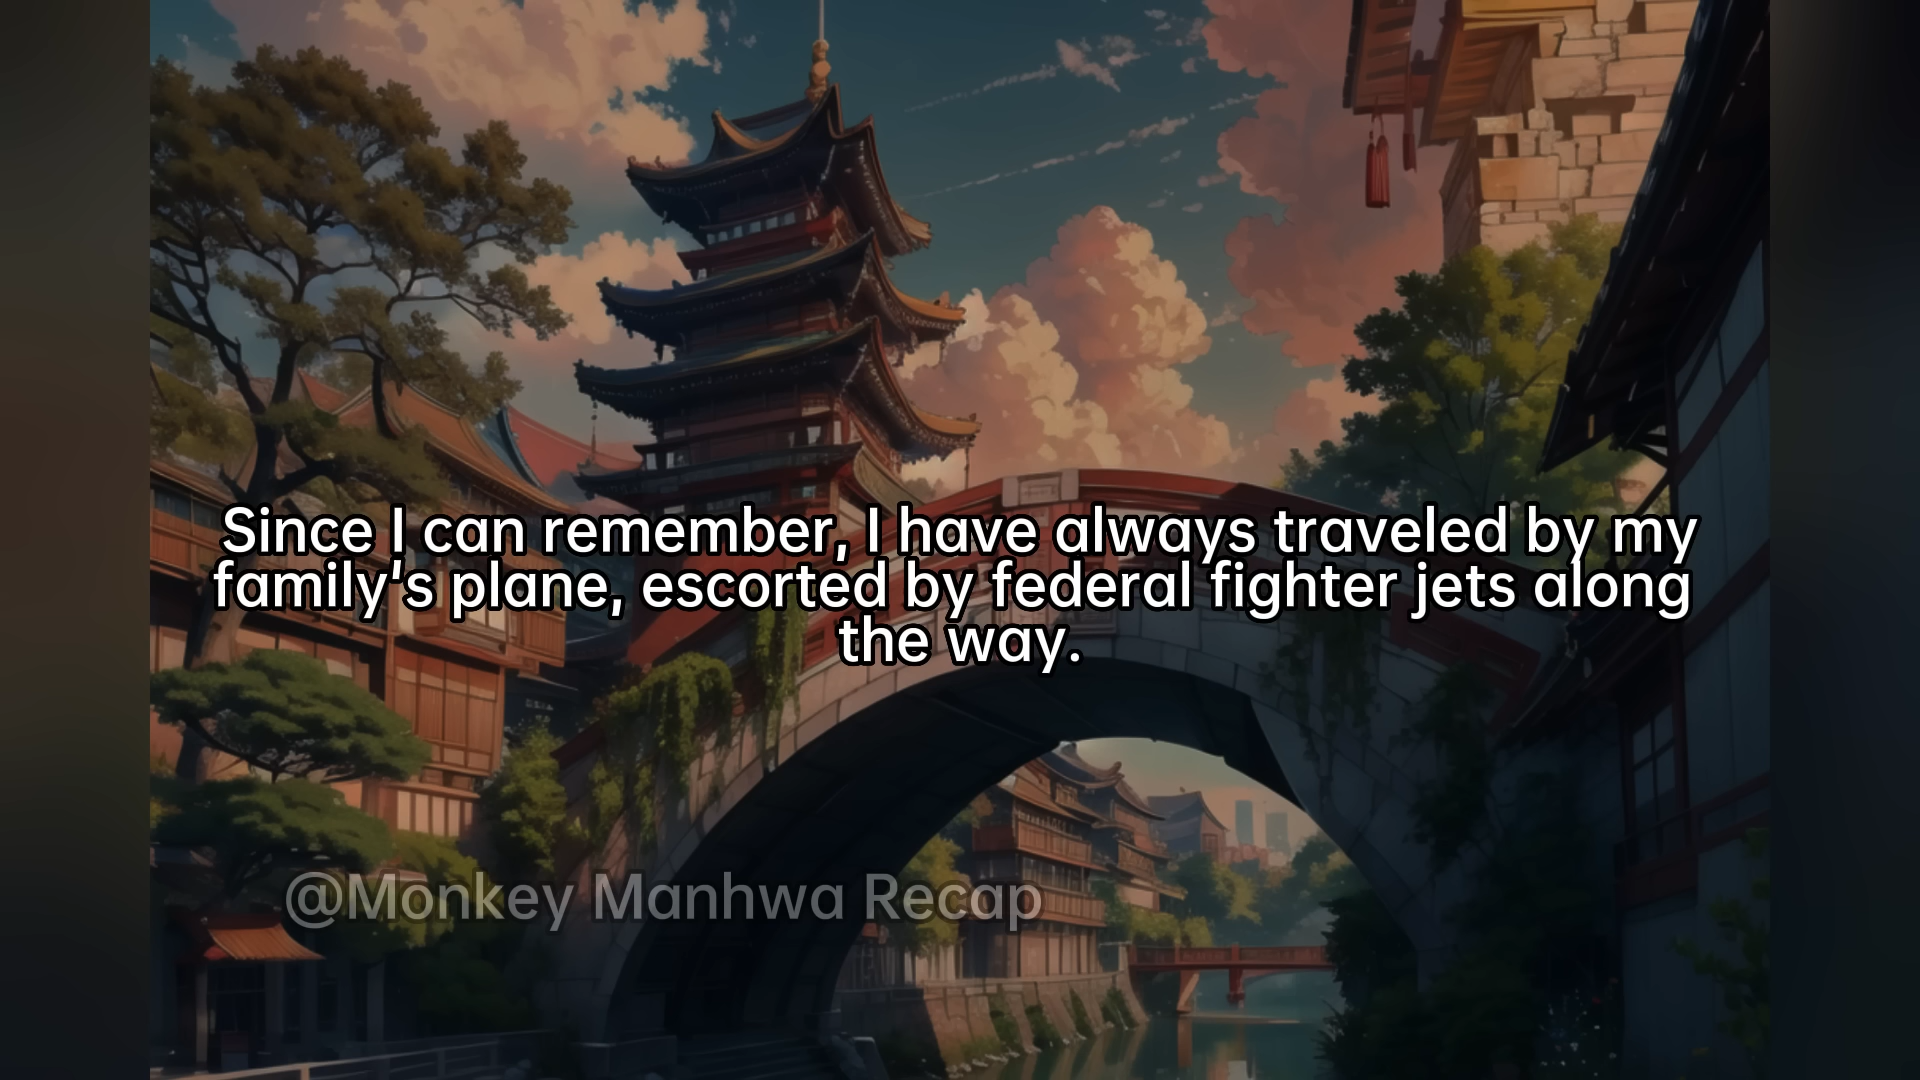 Since I can remember, I have always traveled by my
family's plane, escorted by federal fighter jets along
the way.
@Monkey Manhwa Recap